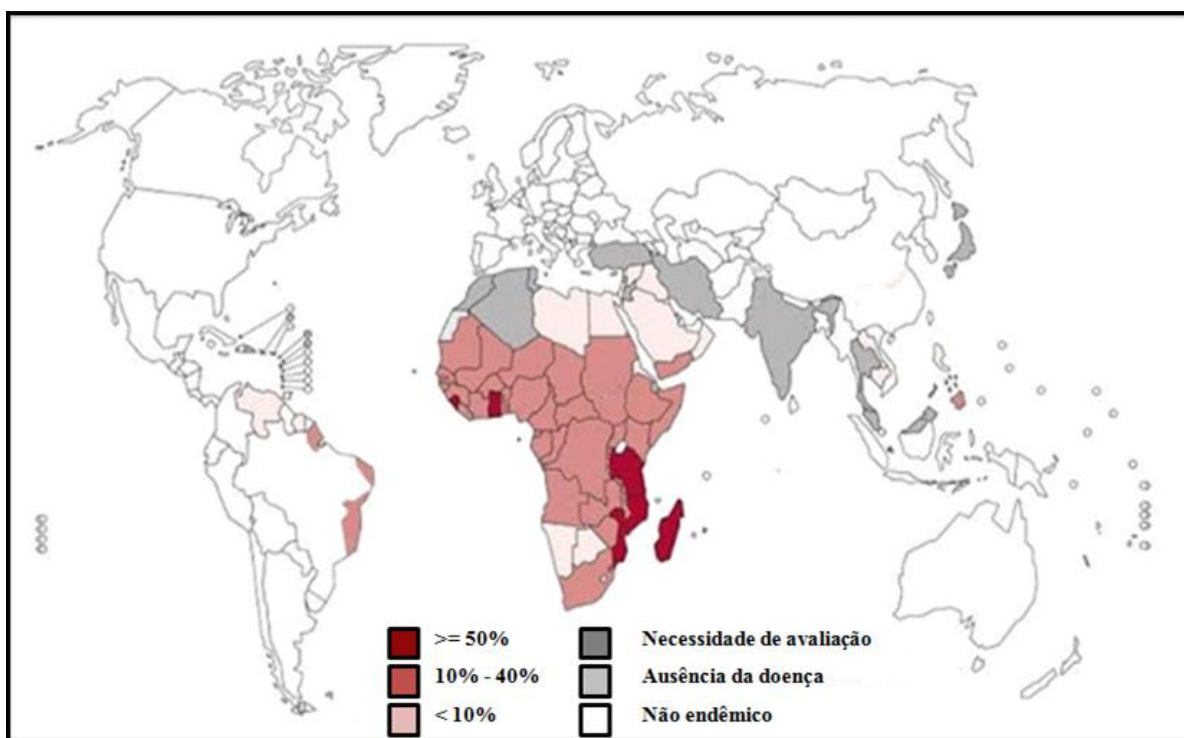 >= 50%
10% - 40%
< 10%
Necessidade de avaliação
Ausência da doença
Não endêmico